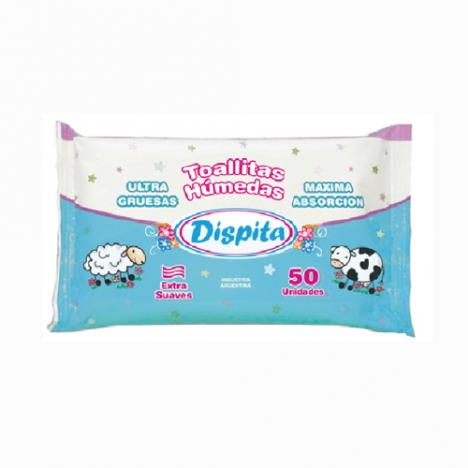 Toallitas
Húmedas
ULTRA
GRUESAS
MAXIMA
ABSORCION
Dispita
Extra
Suaves
INDUSTRIA
ARGENTINA
50
Unidades